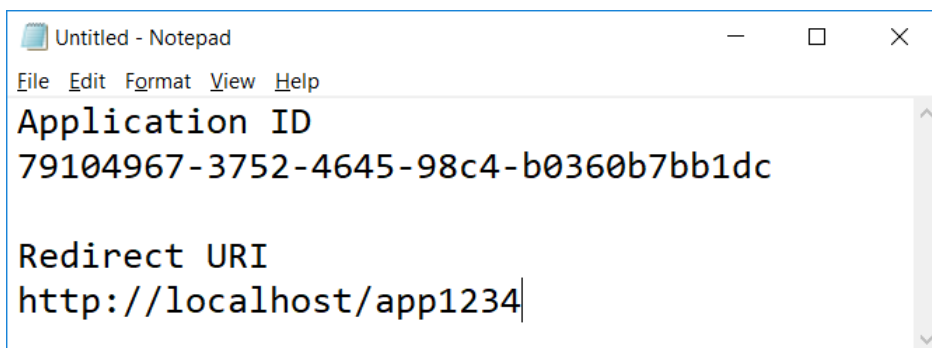 Untitled - Notepad
File Edit Format View Help
Application ID
79104967-3752-4645-98c4-b0360b7bb1dc
Redirect URI
http://localhost/app1234